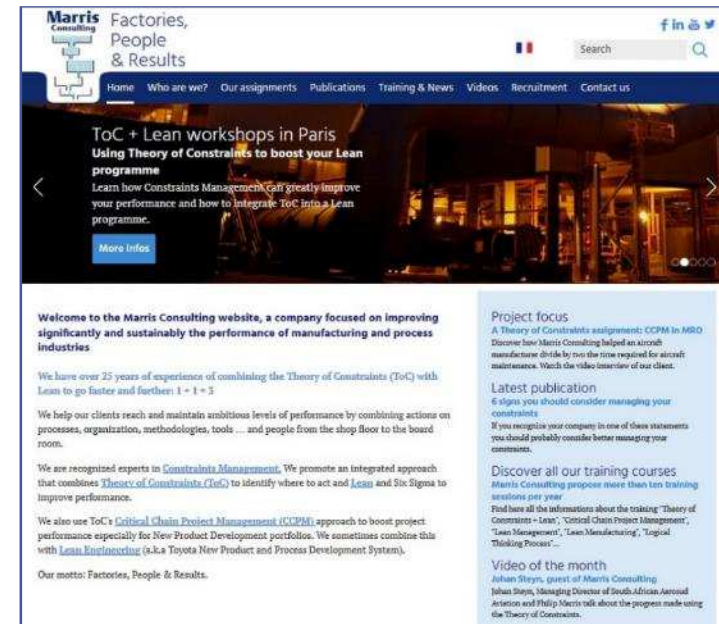 Marris
Consulting
Factories,
People
& Results
Search
Home Who are we? Our assignments Publications Training & News Videos Recruitment Contact us
ToC + Lean workshops in Paris
Using Theory of Constraints to boost your Lean
programme
Learn how Constraints Management can greatly improve
your performance and how to integrate ToC into a Lean
programme.
More Infos
Welcome to the Marris Consulting website, a company focused on improving
significantly and sustainably the performance of manufacturing and process
industries
We have over 25 years of experience of combining the Theory of Constraints (ToC) with
Lean to go faster and further: 1 + 1 = 3
We help our clients reach and maintain ambitious levels of performance by combining actions on
processes, organization, methodologies, tools ... and people from the shop floor to the board
room.
We are recognized experts in Constraints Management. We promote an integrated approach
that combines Theory of Constraints (ToC) to identify where to act and Lean and Six Sigma to
improve performance.
We also use ToC's Critical Chain Project Management (CCPM) approach to boost project
performance especially for New Product Development portfolios. We sometimes combine this
with Lean Engineering (a.k.a Toyota New Product and Process Development System).
Our motto: Factories, People & Results.
Project focus
A Theory of Constraints assignment: CCPM in MRO
Discover how Marris Consulting helped an aircraft
manufacturer divide by two the time required for aircraft
maintenance. Watch the video interview of our client.
Latest publication
6 signs you should consider managing your
constraints
If you recognize your company in one of these statements
you should probably consider better managing your
constraints.
Discover all our training courses
Marris Consulting propose more than ten training
sessions per year
Find here all the informations about the training "Theory of
Constraints + Lean", "Critical Chain Project Management",
"Lean Management", "Lean Manufacturing", "Logical
Thinking Process"...
Video of the month
Johan Steyn, guest of Marris Consulting
Johan Steyn, Managing Director of South African Aerosud
Aviation and Philip Marris talk about the progress made using
the Theory of Constraints.